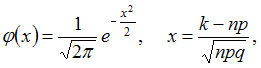 φ(x) = 1/√(2π) e^(−x²/2), x = (k − np)/√(npq),